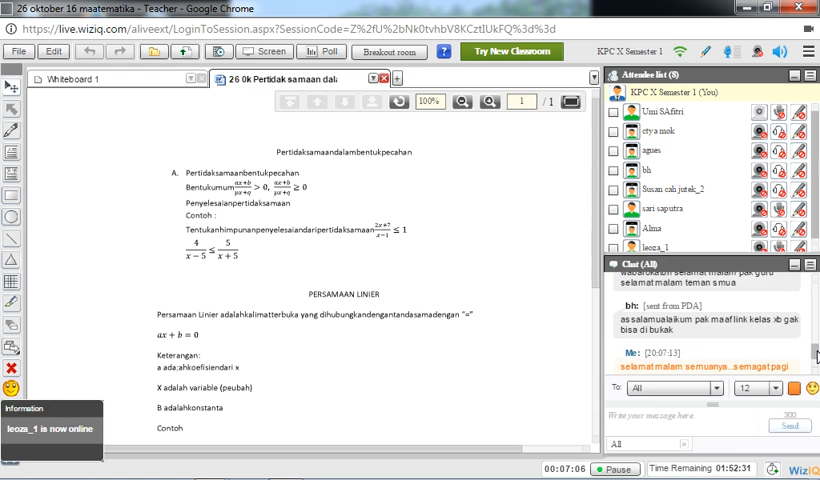 26 oktober 16 maatematika - Teacher - Google Chrome
https://live.wiziq.com/aliveext/LoginToSession.aspx?SessionCode=Z%2fU%2bNk0tvhbV8KCztIUkFQ%3d%3d
File
Edit
Screen
Poll
Breakout room
?
Try New Classroom
KPC X Semester 1
Whiteboard 1
26 0k Pertidak samaan dala
100%
1
/ 1
Pertidaksamaandalambentukpecahan
A. Pertidaksamaanbentukpecahan
Bentukumum (ax+b)/(px+q) > 0, (ax+b)/(px+q) ≥ 0
Penyelesaianpertidaksamaan
Contoh :
Tentukanhimpunanpenyelesaiandaripertidaksamaan (2x+7)/(x−1) ≤ 1
4/(x − 5) ≤ 5/(x + 5)
PERSAMAAN LINIER
Persamaan Linier adalahkalimatterbuka yang dihubungkandengantandasamadengan "="
ax + b = 0
Keterangan:
a ada;ahkoefisiendari x
X adalah variable (peubah)
B adalahkonstanta
Contoh
Information
leoza_1 is now online
Attendee list (8)
KPC X Semester 1 (You)
Umi SAfitri
ctya mok
agues
bh
Susan cah jutek_2
sari saputra
Alma
leoza_1
Chat (All)
selamat malam teman smua
bh: [sent from PDA]
assalamualaikum pak maaf link kelas xb gak
bisa di bukak
Me: [20:07:13]
selamat malam semuanya...semagat pagi
To:
All
12
Write your message here.
300
Send
All
00:07:06
Pause
Time Remaining 01:52:31
WizIQ